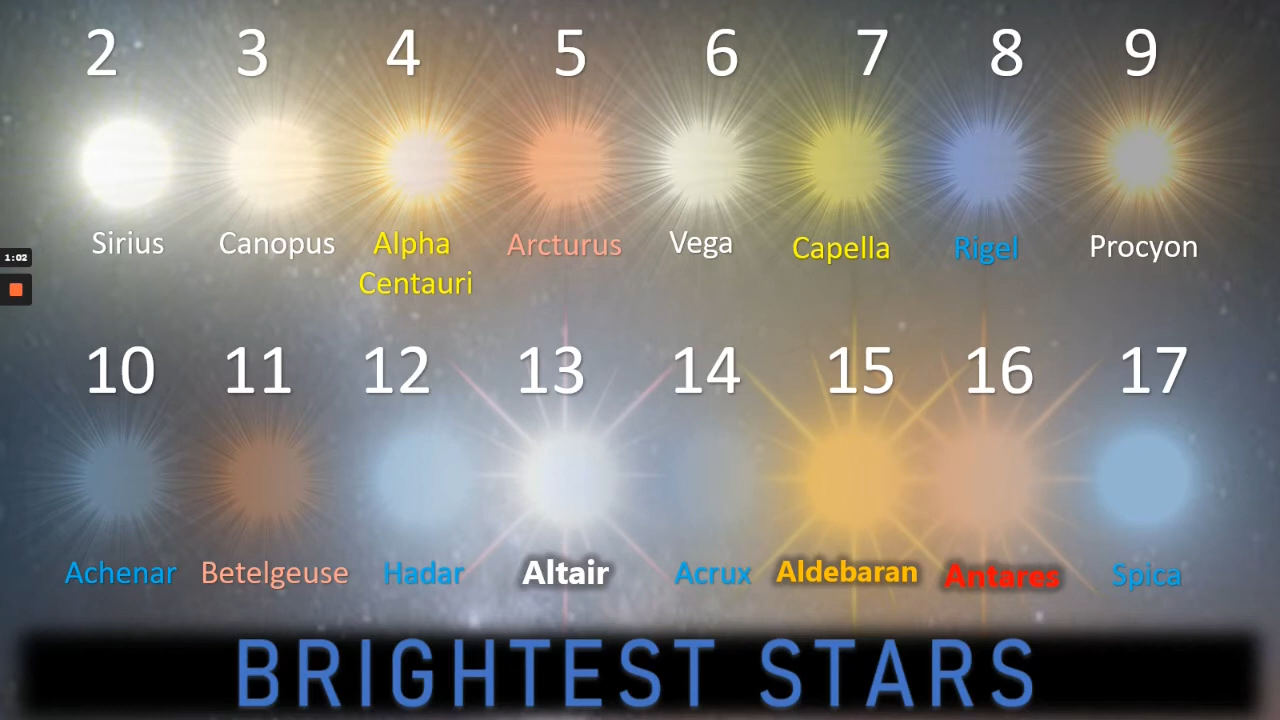 2 3 4 5 6 7 8 9
Sirius Canopus Alpha Centauri Arcturus Vega Capella Rigel Procyon
1:02
10 11 12 13 14 15 16 17
Achenar Betelgeuse Hadar Altair Acrux Aldebaran Antares Spica
BRIGHTEST STARS